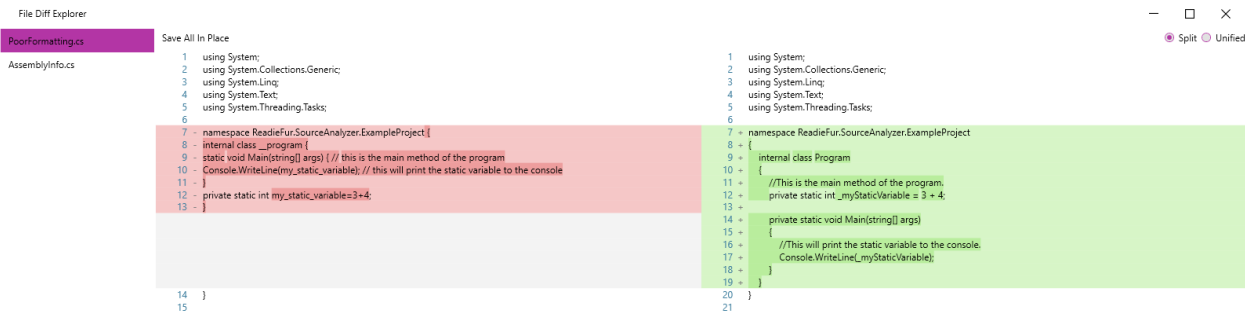 File Diff Explorer
PoorFormatting.cs
AssemblyInfo.cs
Save All In Place
Split Unified
1 using System;
2 using System.Collections.Generic;
3 using System.Linq;
4 using System.Text;
5 using System.Threading.Tasks;
6
7 - namespace ReadieFur.SourceAnalyzer.ExampleProject {
8 - internal class __program {
9 - static void Main(string[] args) { // this is the main method of the program
10 - Console.WriteLine(my_static_variable); // this will print the static variable to the console
11 - }
12 - private static int my_static_variable=3+4;
13 - }
14 }
15
1 using System;
2 using System.Collections.Generic;
3 using System.Linq;
4 using System.Text;
5 using System.Threading.Tasks;
6
7 + namespace ReadieFur.SourceAnalyzer.ExampleProject
8 + {
9 + internal class Program
10 + {
11 + //This is the main method of the program.
12 + private static int _myStaticVariable = 3 + 4;
13 +
14 + private static void Main(string[] args)
15 + {
16 + //This will print the static variable to the console.
17 + Console.WriteLine(_myStaticVariable);
18 + }
19 + }
20 }
21